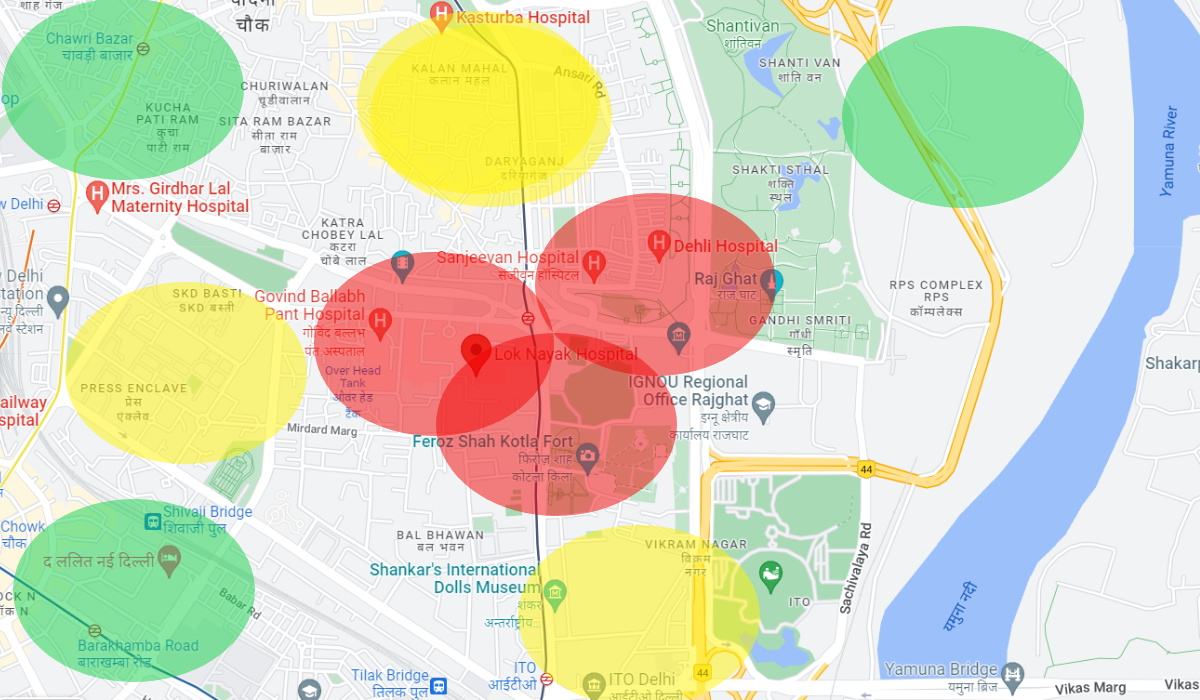 शाह गंज
चौक
Kasturba Hospital
Shantivan
शांतिवन
Chawri Bazar
चावड़ी बाजार
KALAN MAHAL
कलान महल
Ansari Rd
SHANTI VAN
शांति वन
op
CHURIWALAN
चूड़ीवालान
KUCHA
PATI RAM
कुचा
पाटी राम
SITA RAM BAZAR
सीता राम
बाज़ार
Yamuna River
DARYAGANJ
दरियागंज
SHAKTI STHAL
शक्ति
स्थल
Mrs. Girdhar Lal
Maternity Hospital
w Delhi
KATRA
CHOBEY LAL
कटरा
चोबे लाल
Sanjeevan Hospital
संजीवन हॉस्पिटल
Dehli Hospital
Raj Ghat
राज घाट
v Delhi
Station
न्यू दिल्ली
RPS COMPLEX
RPS
कॉम्पलेक्स
SKD BASTI
SKD बस्ती
Govind Ballabh
Pant Hospital
गोविंद बल्लभ
पंत अस्पताल
GANDHI SMRITI
गाँधी
स्मृति
Lok Nayak Hospital
Shakarp
Over Head
Tank
ओवर हेड
टैंक
PRESS ENCLAVE
प्रेस
एंक्लेव
IGNOU Regional
Office Rajghat
इग्नू क्षेत्रीय
कार्यालय राजघाट
ailway
spital
Mirdard Marg
Feroz Shah Kotla Fort
फिरोज़ शाह
कोटला किला
44
Shivaji Bridge
शिवाजी पुल
Chowk
चौक
BAL BHAWAN
बल भवन
VIKRAM NAGAR
विक्रम
नगर
द ललित नई दिल्ली
Shankar's International
Dolls Museum
शंकर
अन्तर्राष्ट्रीय...
ITO
Sachivalaya Rd
यमुना नदी
Babar Rd
Barakhamba Road
बाराखम्बा रोड
ITO
आईटीओ
44
Tilak Bridge
तिलक पुल
ITO Delhi
आईटीओ दिल्ली
Yamuna Bridge
यमुना ब्रिज
Vikas Marg
Vikas